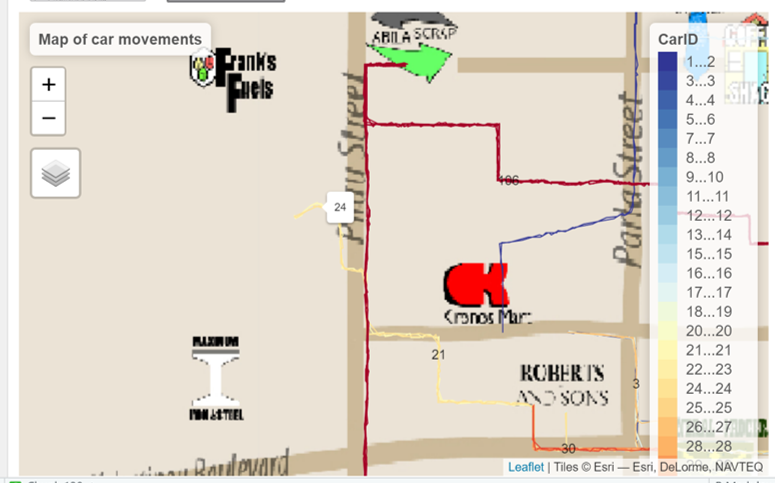 Map of car movements
+
−
Frank's
Fuels
ABILA SCRAP
Street
Parla Street
106
24
Kronos Mart
21
MAXIMUM
IRON & STEEL
ROBERTS
AND SONS
3
30
Boulevard
CarID
1...2
3...3
4...4
5...6
7...7
8...8
9...10
11...11
12...12
13...14
15...15
16...16
17...17
18...19
20...20
21...21
22...23
24...24
25...25
26...27
28...28
Leaflet | Tiles © Esri — Esri, DeLorme, NAVTEQ